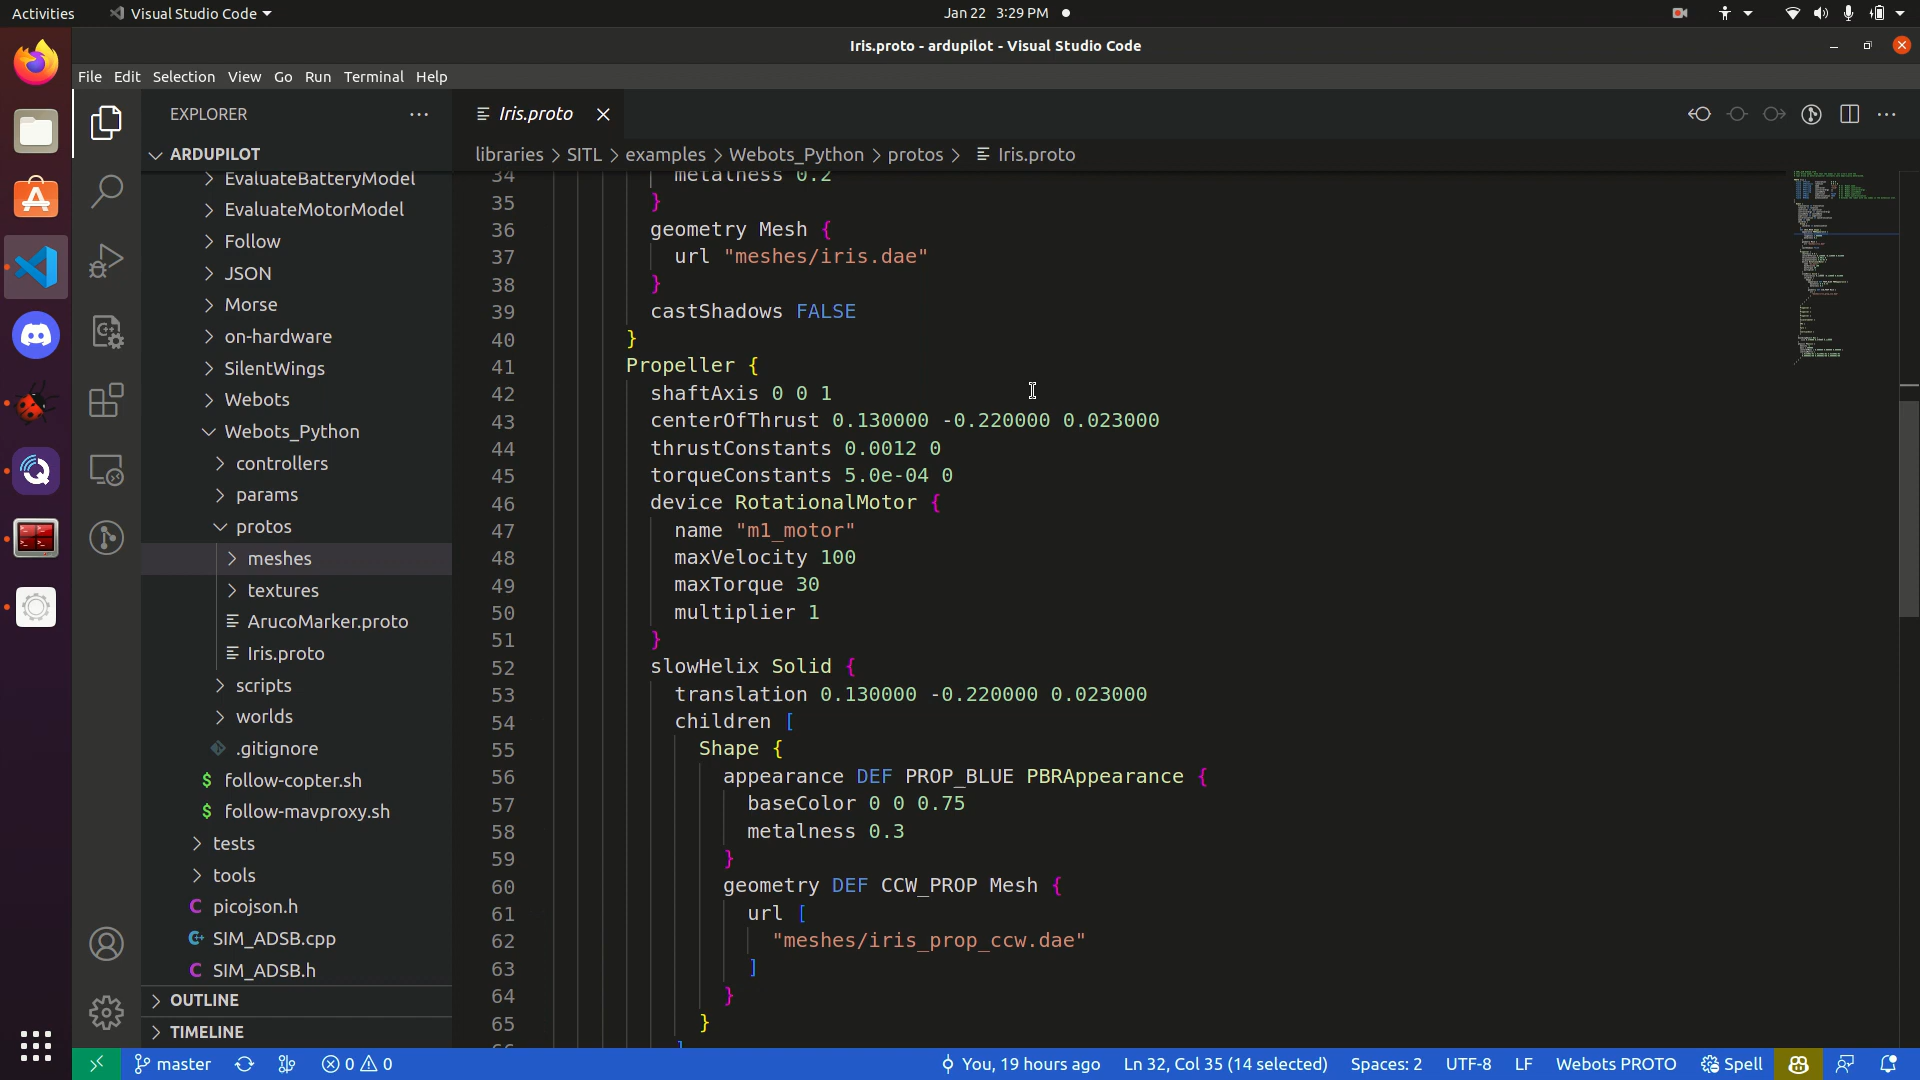 Activities
Visual Studio Code
Jan 22 3:29 PM
Iris.proto - ardupilot - Visual Studio Code
File Edit Selection View Go Run Terminal Help
EXPLORER
Iris.proto
ARDUPILOT
libraries > SITL > examples > Webots_Python > protos > Iris.proto
EvaluateBatteryModel
EvaluateMotorModel
Follow
JSON
Morse
on-hardware
SilentWings
Webots
Webots_Python
controllers
params
protos
meshes
textures
ArucoMarker.proto
Iris.proto
scripts
worlds
.gitignore
$ follow-copter.sh
$ follow-mavproxy.sh
tests
tools
C picojson.h
C+ SIM_ADSB.cpp
C SIM_ADSB.h
OUTLINE
TIMELINE
34 metalness 0.2
35 }
36 geometry Mesh {
37 url "meshes/iris.dae"
38 }
39 castShadows FALSE
40 }
41 Propeller {
42 shaftAxis 0 0 1
43 centerOfThrust 0.130000 -0.220000 0.023000
44 thrustConstants 0.0012 0
45 torqueConstants 5.0e-04 0
46 device RotationalMotor {
47 name "m1_motor"
48 maxVelocity 100
49 maxTorque 30
50 multiplier 1
51 }
52 slowHelix Solid {
53 translation 0.130000 -0.220000 0.023000
54 children [
55 Shape {
56 appearance DEF PROP_BLUE PBRAppearance {
57 baseColor 0 0 0.75
58 metalness 0.3
59 }
60 geometry DEF CCW_PROP Mesh {
61 url [
62 "meshes/iris_prop_ccw.dae"
63 ]
64 }
65 }
master 0 0 You, 19 hours ago Ln 32, Col 35 (14 selected) Spaces: 2 UTF-8 LF Webots PROTO Spell